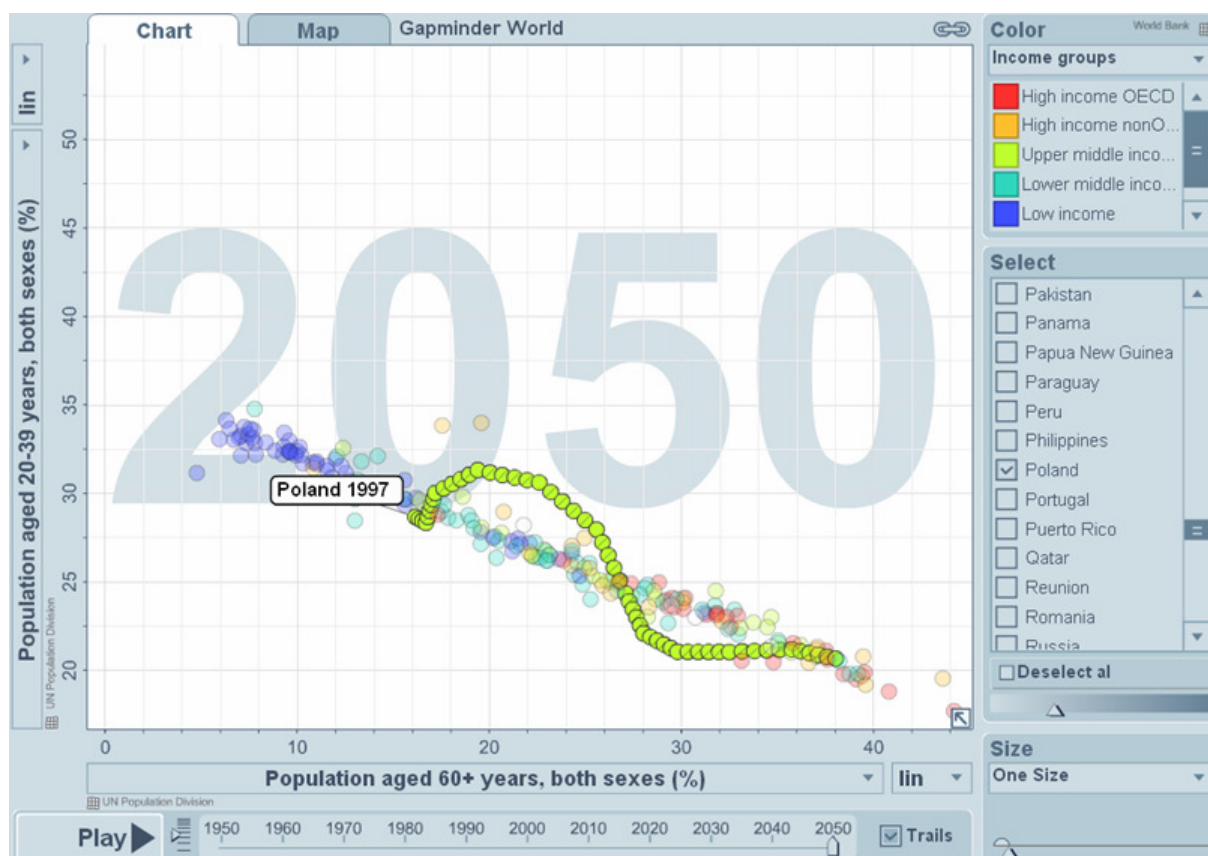 Chart
Map
Gapminder World
lin
Population aged 20-39 years, both sexes (%)
UN Population Division
50
45
40
35
30
25
20
2050
Poland 1997
0 10 20 30 40
Population aged 60+ years, both sexes (%)
lin
UN Population Division
Play
1950 1960 1970 1980 1990 2000 2010 2020 2030 2040 2050
Trails
Color
World Bank
Income groups
High income OECD
High income nonO...
Upper middle inco...
Lower middle inco...
Low income
Select
Pakistan
Panama
Papua New Guinea
Paraguay
Peru
Philippines
Poland
Portugal
Puerto Rico
Qatar
Reunion
Romania
Russia
Deselect al
Size
One Size